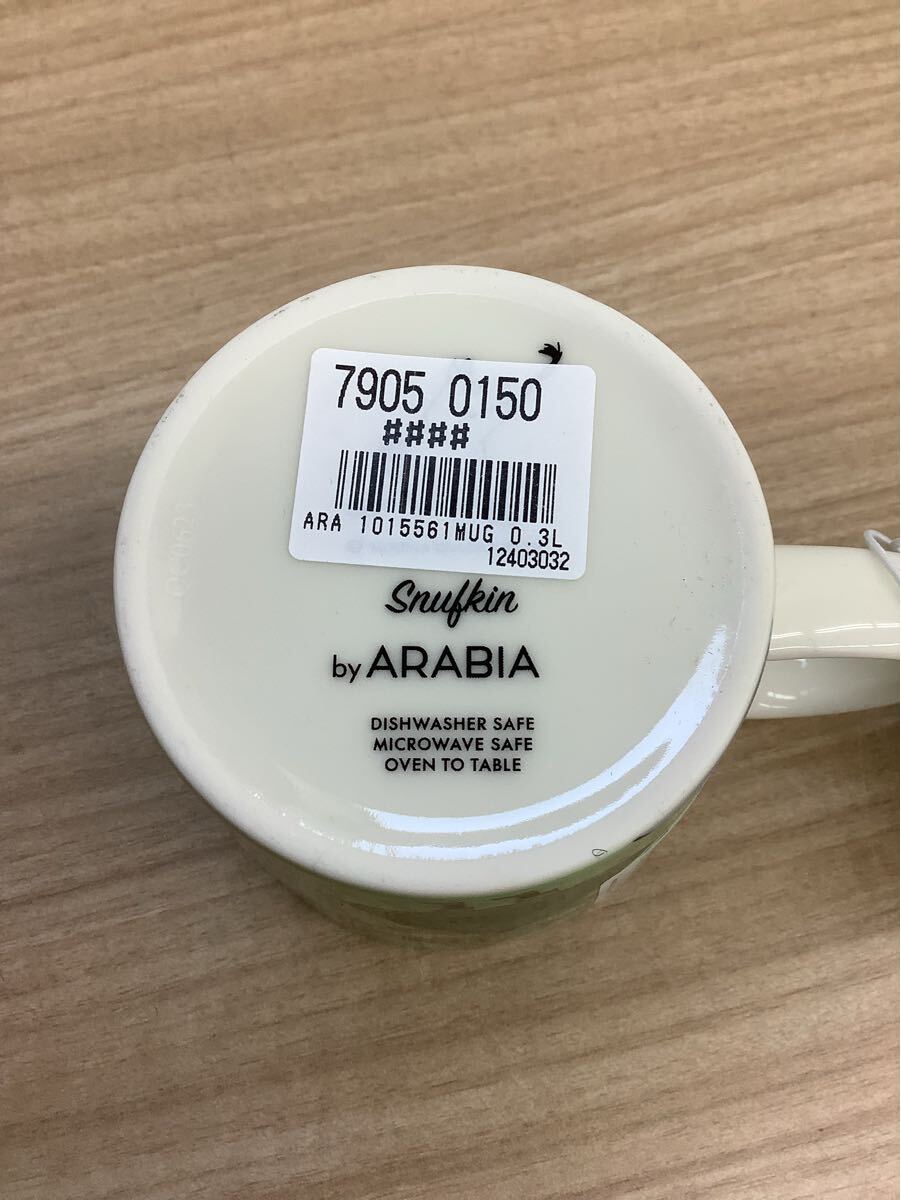 7905 0150
####
ARA 1015561MUG 0.3L
12403032
Snufkin
by ARABIA
DISHWASHER SAFE
MICROWAVE SAFE
OVEN TO TABLE